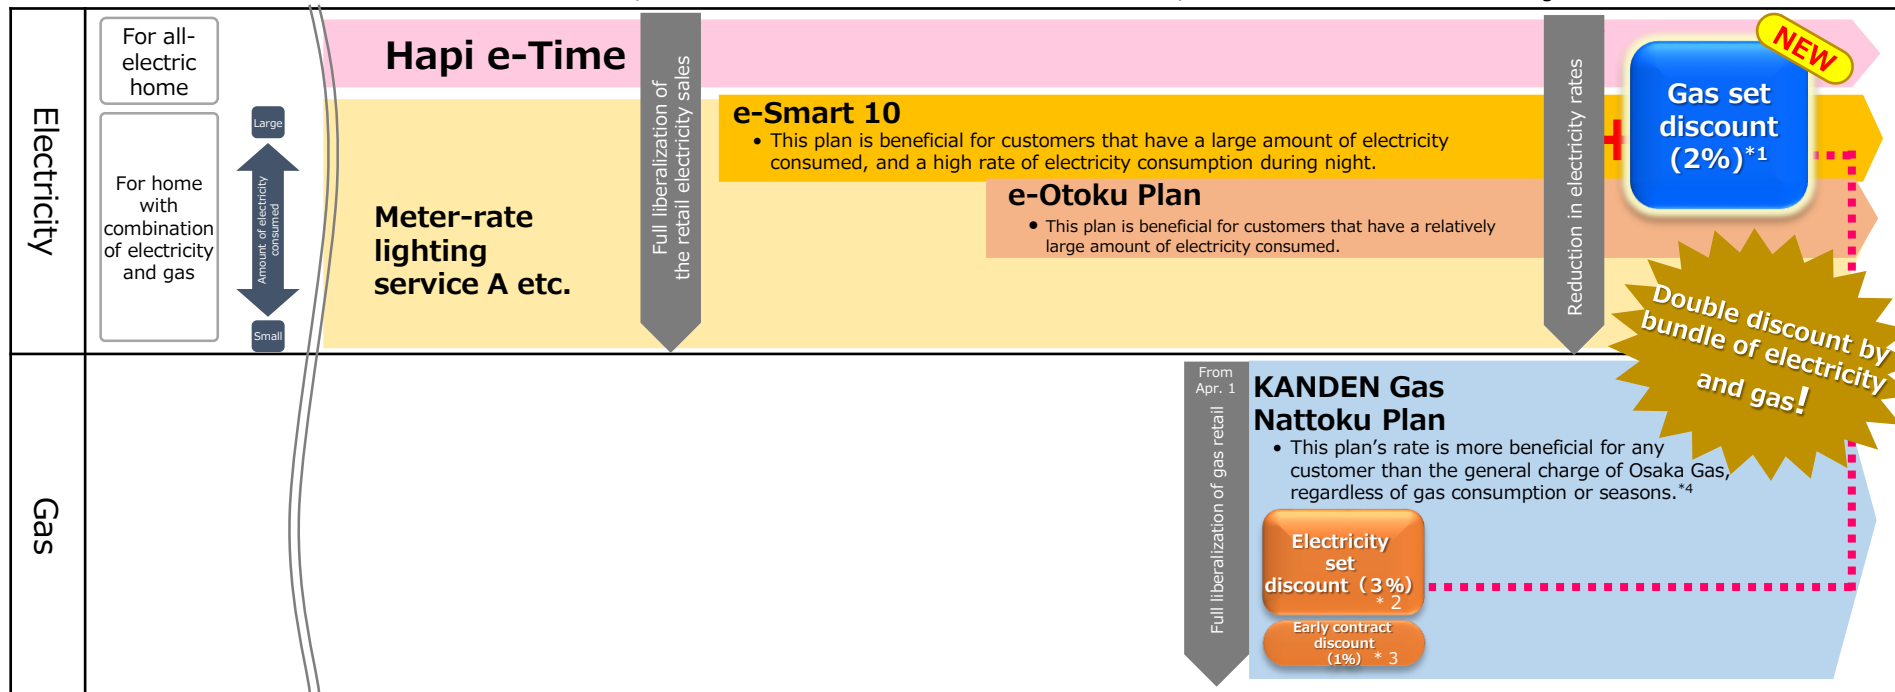 Electricity
For all-
electric
home
Large
Amount of electricity
consumed
Small
For home
with
combination
of electricity
and gas
Hapi e-Time
Meter-rate
lighting
service A etc.
Full liberalization of
the retail electricity sales
e-Smart 10
• This plan is beneficial for customers that have a large amount of electricity
consumed, and a high rate of electricity consumption during night.
e-Otoku Plan
• This plan is beneficial for customers that have a relatively
large amount of electricity consumed.
Reduction in electricity rates
+
NEW
Gas set
discount
(2%)*1
Double discount by
bundle of electricity
and gas!
Gas
From
Apr. 1
Full liberalization of gas retail
KANDEN Gas
Nattoku Plan
• This plan’s rate is more beneficial for any
customer than the general charge of Osaka Gas,
regardless of gas consumption or seasons.*4
Electricity
set
discount（3%)
* 2
Early contract
discount
(1%) * 3